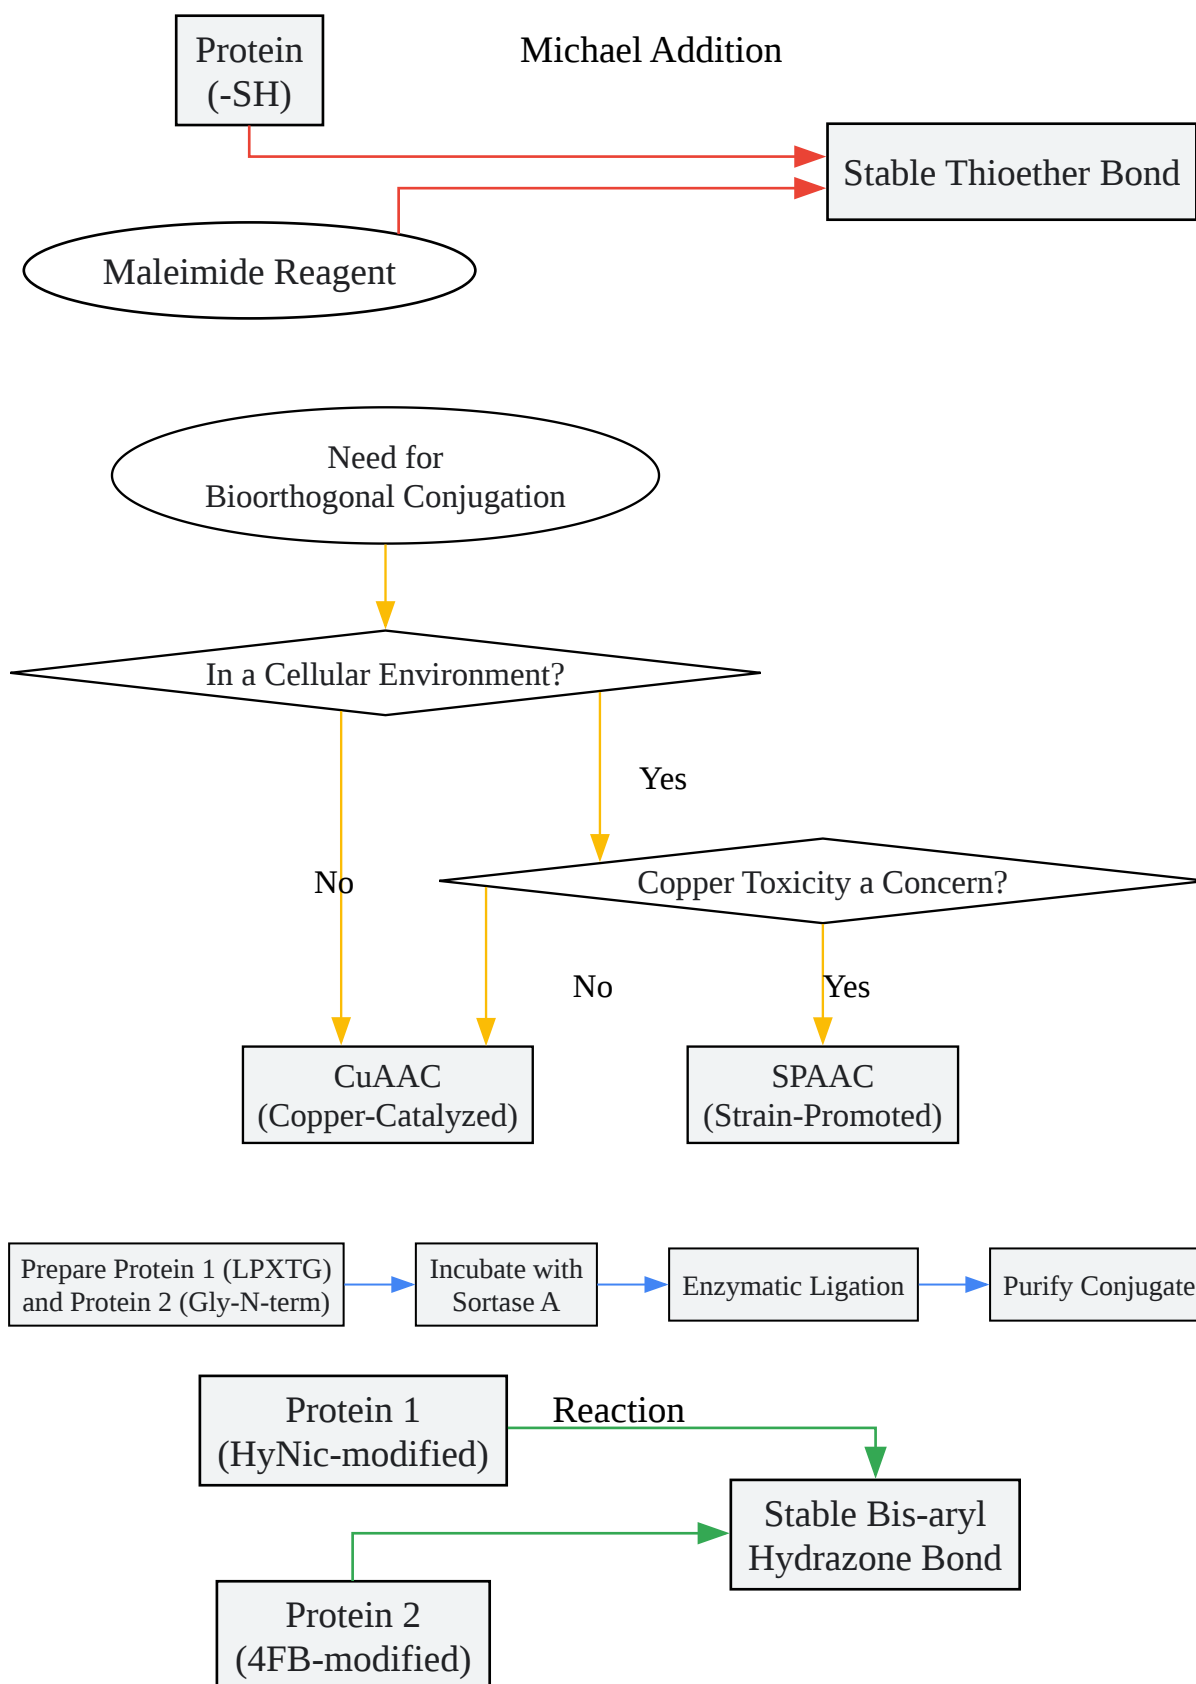 Protein
(-SH)
Michael Addition
Stable Thioether Bond
Maleimide Reagent
Need for
Bioorthogonal Conjugation
In a Cellular Environment?
Yes
No
Copper Toxicity a Concern?
No
Yes
CuAAC
(Copper-Catalyzed)
SPAAC
(Strain-Promoted)
Prepare Protein 1 (LPXTG)
and Protein 2 (Gly-N-term)
Incubate with
Sortase A
Enzymatic Ligation
Purify Conjugate
Protein 1
(HyNic-modified)
Reaction
Stable Bis-aryl
Hydrazone Bond
Protein 2
(4FB-modified)